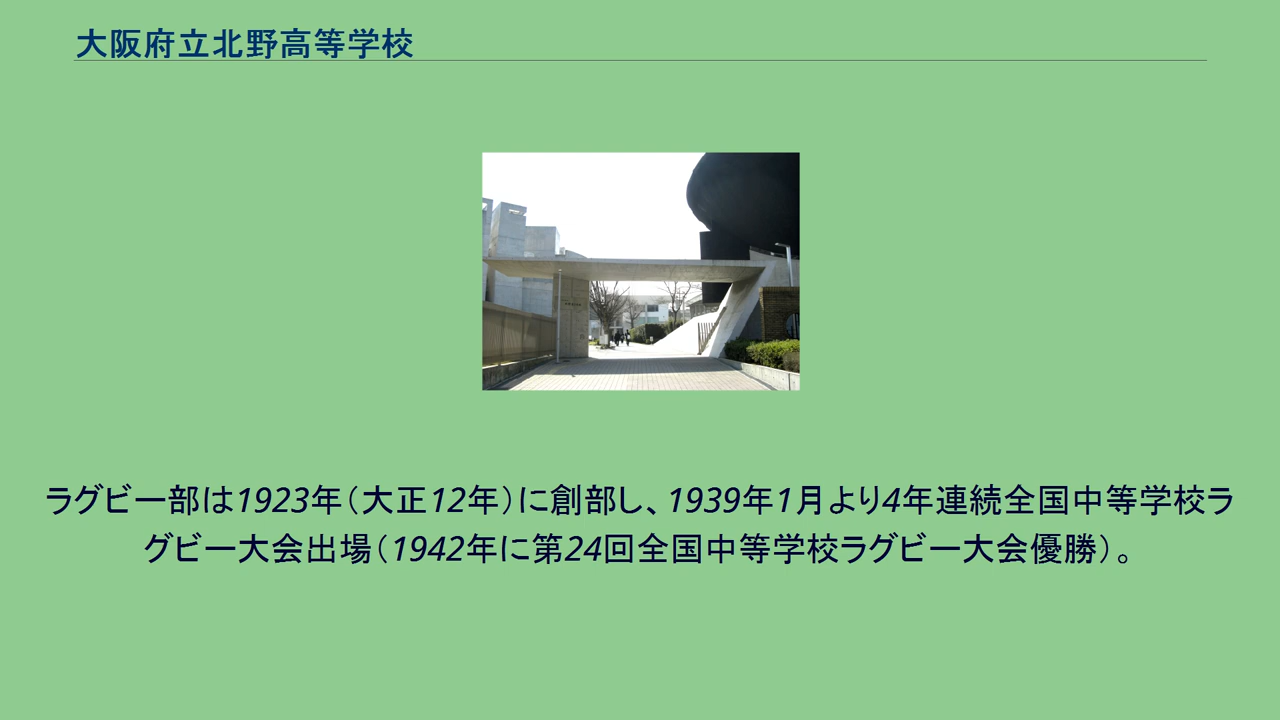 大阪府立北野高等学校
ラグビー部は1923年（大正12年）に創部し、1939年1月より4年連続全国中等学校ラ
グビー大会出場（1942年に第24回全国中等学校ラグビー大会優勝）。